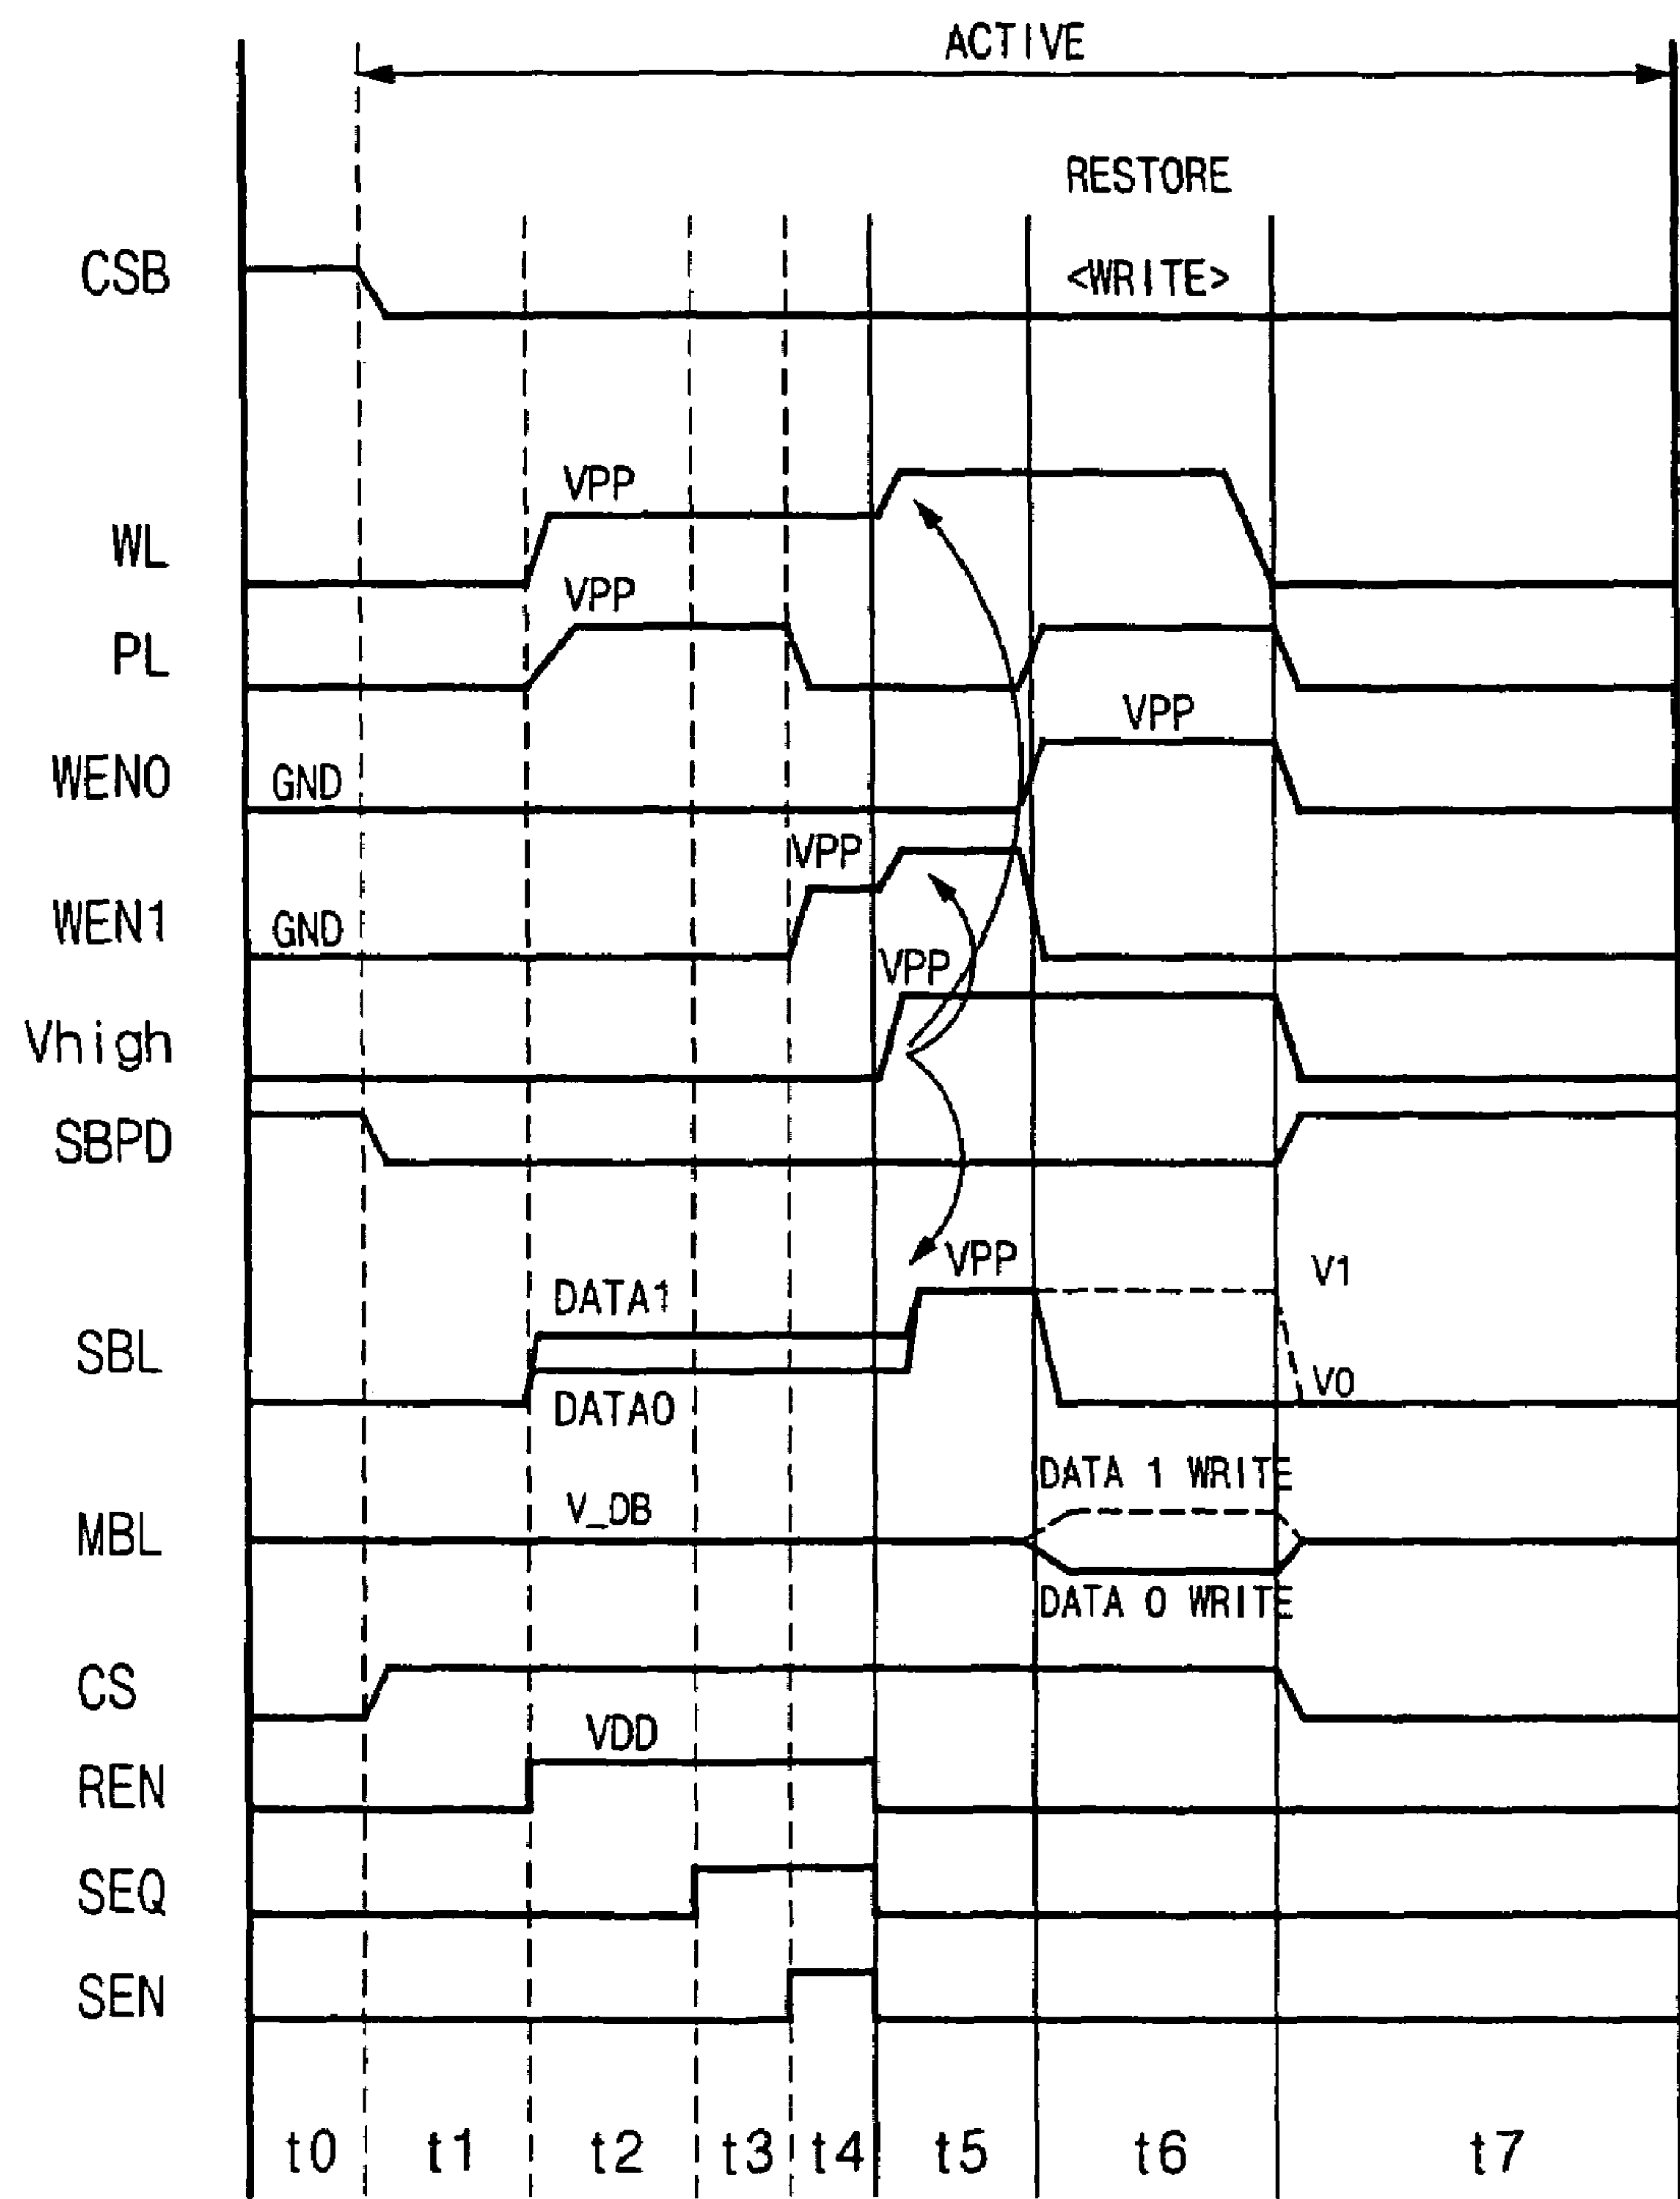 ACTIVE
RESTORE
CSB
<WRITE>
VPP
WL
VPP
PL
VPP
WEN0
GND
VPP
WEN1
GND
VPP
Vhigh
SBPD
VPP
V1
DATA1
SBL
V0
DATA0
DATA 1 WRITE
V_DB
MBL
DATA 0 WRITE
CS
VDD
REN
SEQ
SEN
t0 t1 t2 t3 t4 t5 t6 t7